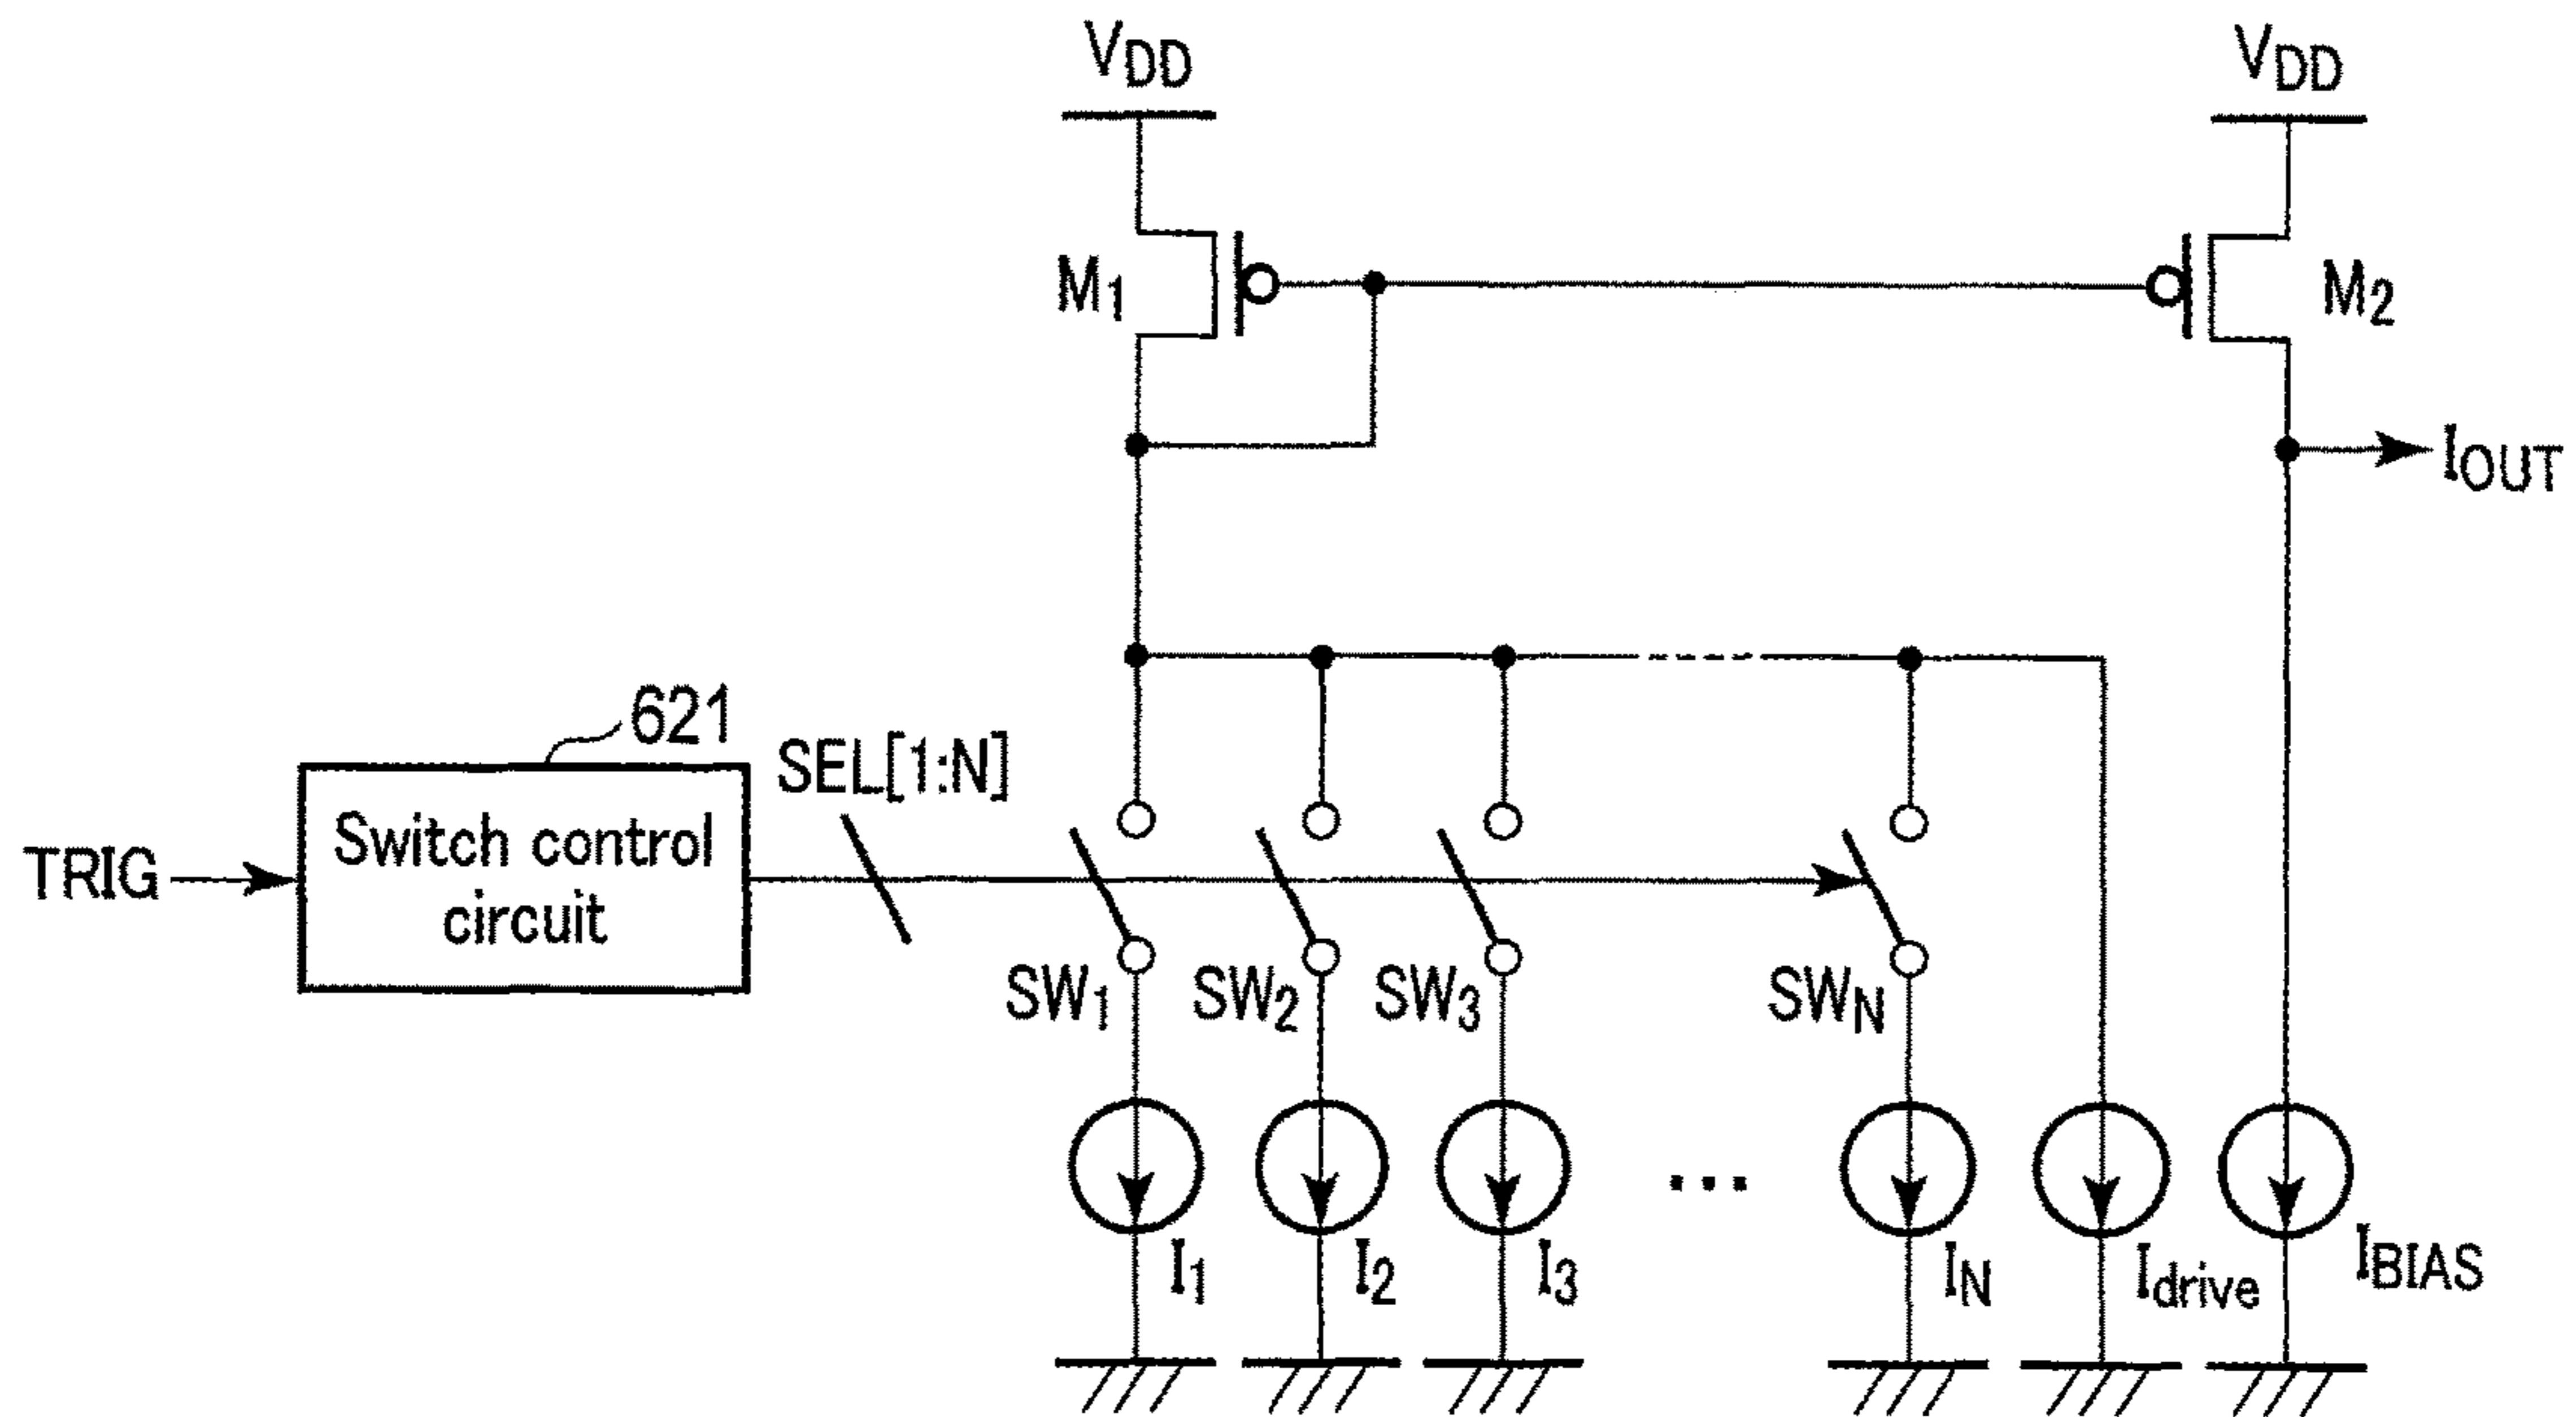 VDD
VDD
M1
M2
IOUT
621
SEL[1:N]
TRIG
Switch control
circuit
SW1
SW2
SW3
SWN
...
I1
I2
I3
IN
Idrive
IBIAS